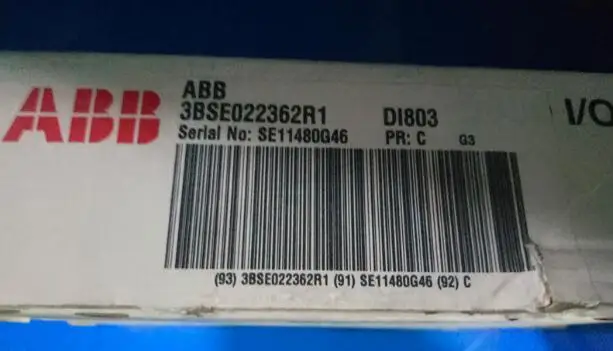 ABB
ABB
3BSE022362R1 DI803
Serial No: SE11480G46 PR: C G3
(93) 3BSE022362R1 (91) SE11480G46 (92) C